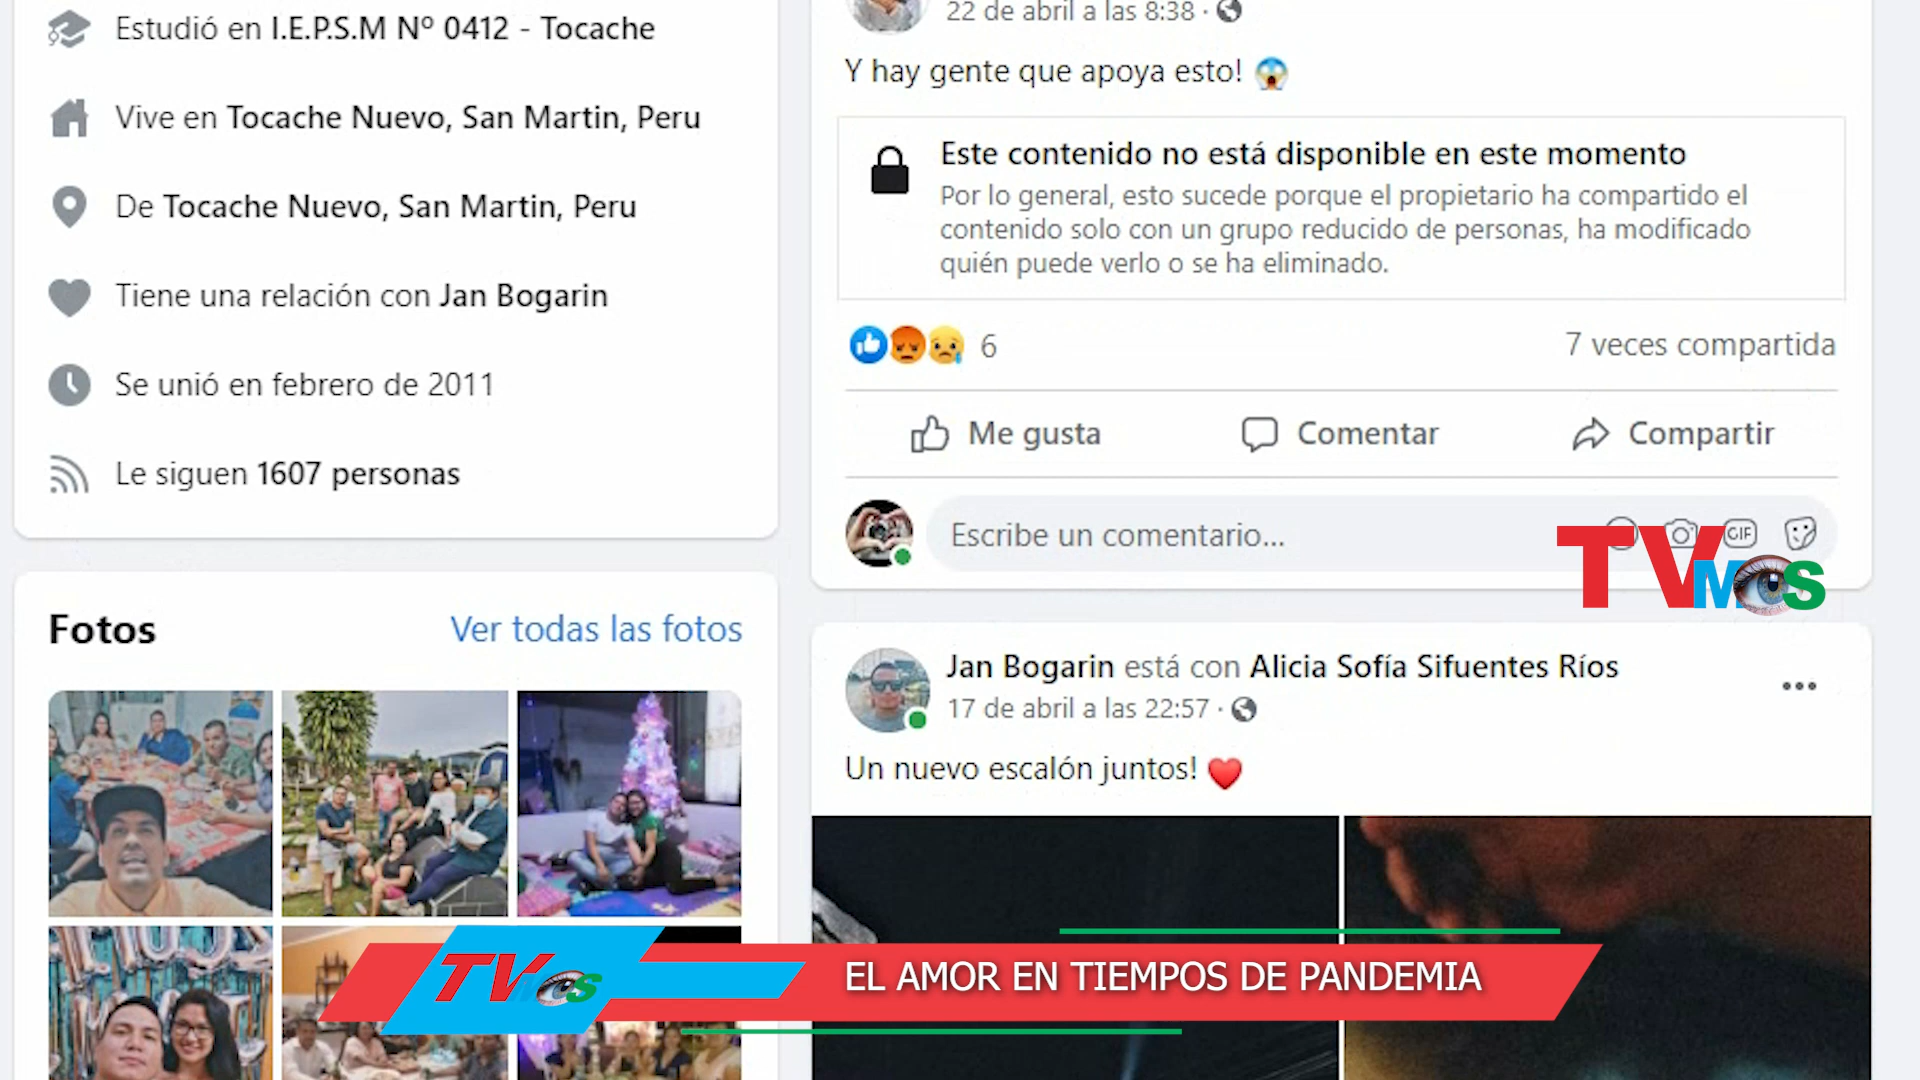 Estudió en I.E.P.S.M Nº 0412 - Tocache
Vive en Tocache Nuevo, San Martin, Peru
De Tocache Nuevo, San Martin, Peru
Tiene una relación con Jan Bogarin
Se unió en febrero de 2011
Le siguen 1607 personas
Fotos
Ver todas las fotos
22 de abril a las 8:38 ·
Y hay gente que apoya esto! 😱
Este contenido no está disponible en este momento
Por lo general, esto sucede porque el propietario ha compartido el
contenido solo con un grupo reducido de personas, ha modificado
quién puede verlo o se ha eliminado.
6
7 veces compartida
Me gusta
Comentar
Compartir
Escribe un comentario...
GIF
TVMOS
Jan Bogarin está con Alicia Sofía Sifuentes Ríos
17 de abril a las 22:57 ·
Un nuevo escalón juntos! ❤️
TVMOS
EL AMOR EN TIEMPOS DE PANDEMIA